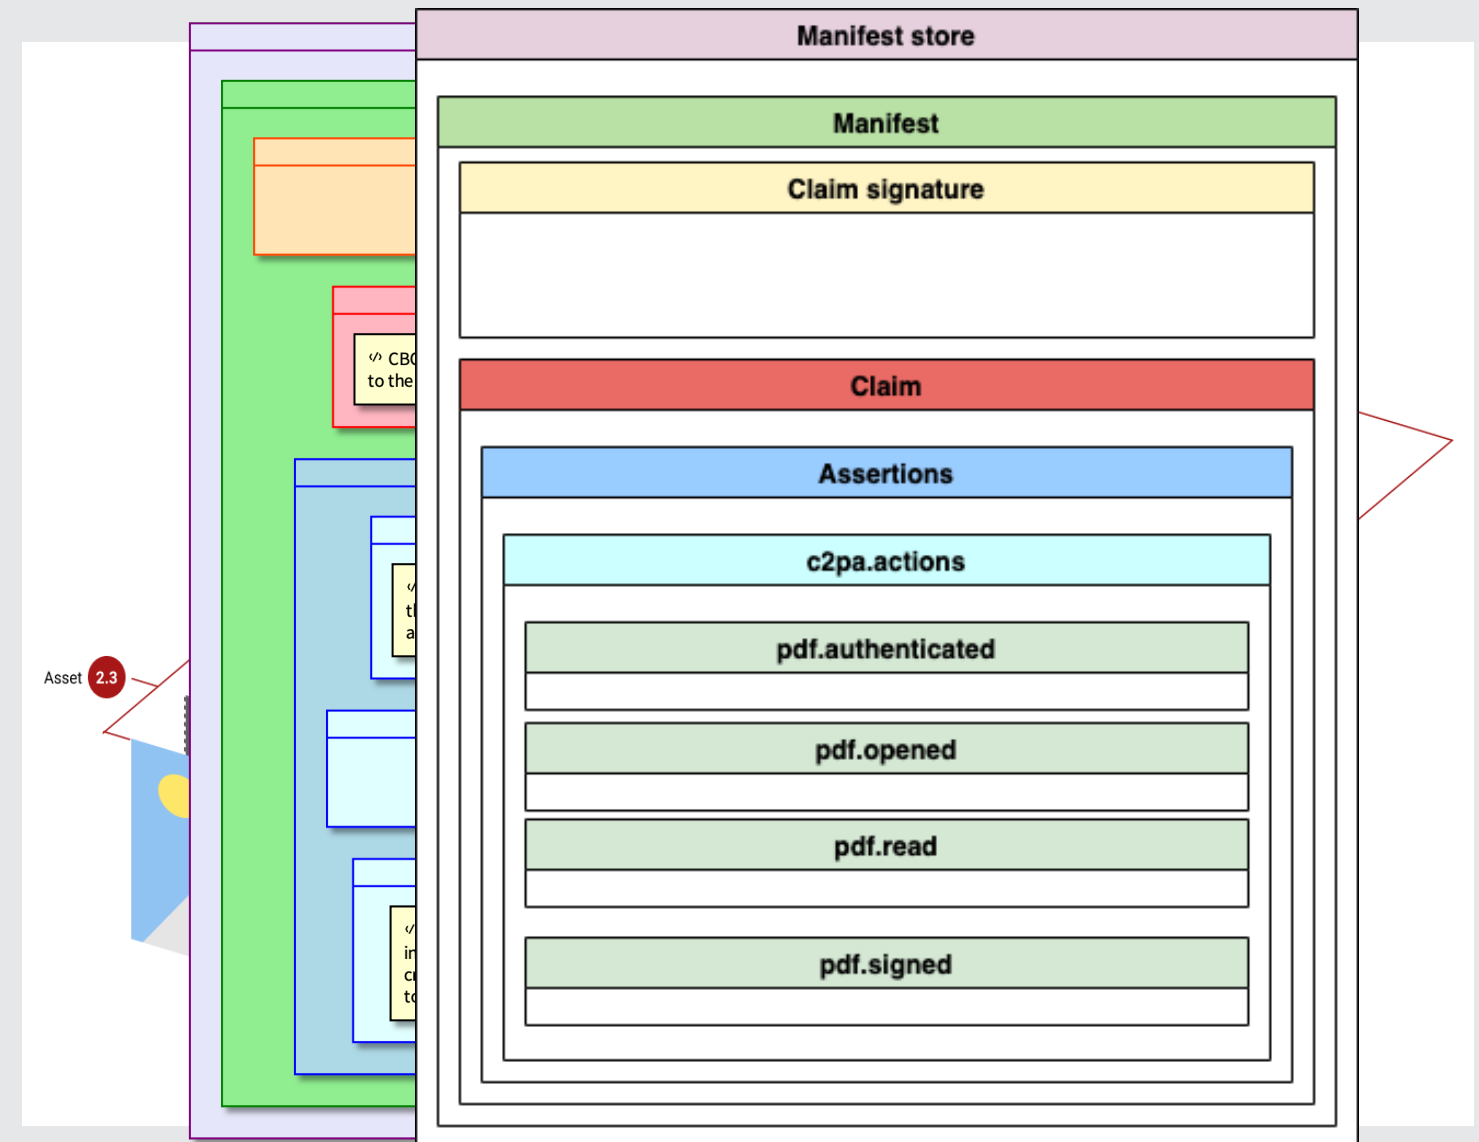 Manifest store
Manifest
Claim signature
Claim
Assertions
c2pa.actions
pdf.authenticated
pdf.opened
pdf.read
pdf.signed
</> 
to the
in
Asset 2.3